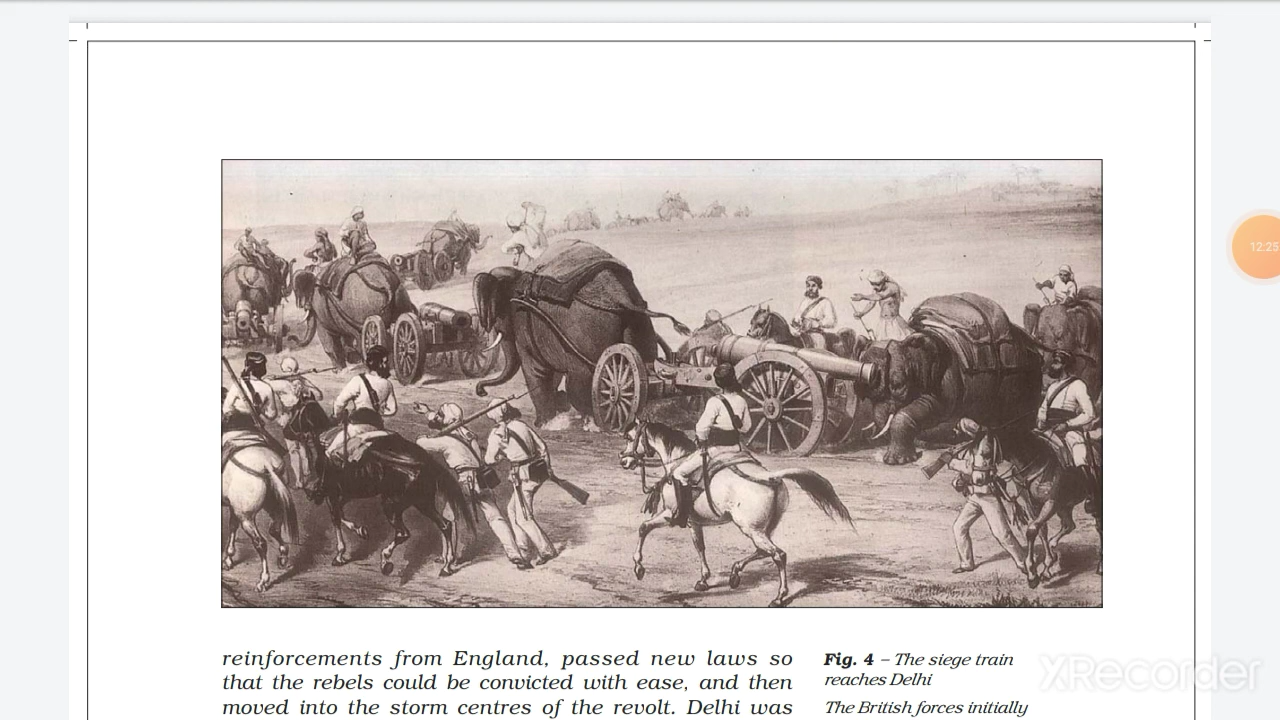 12:25
reinforcements from England, passed new laws so
that the rebels could be convicted with ease, and then
moved into the storm centres of the revolt. Delhi was
Fig. 4 – The siege train
reaches Delhi
The British forces initially
XRecorder